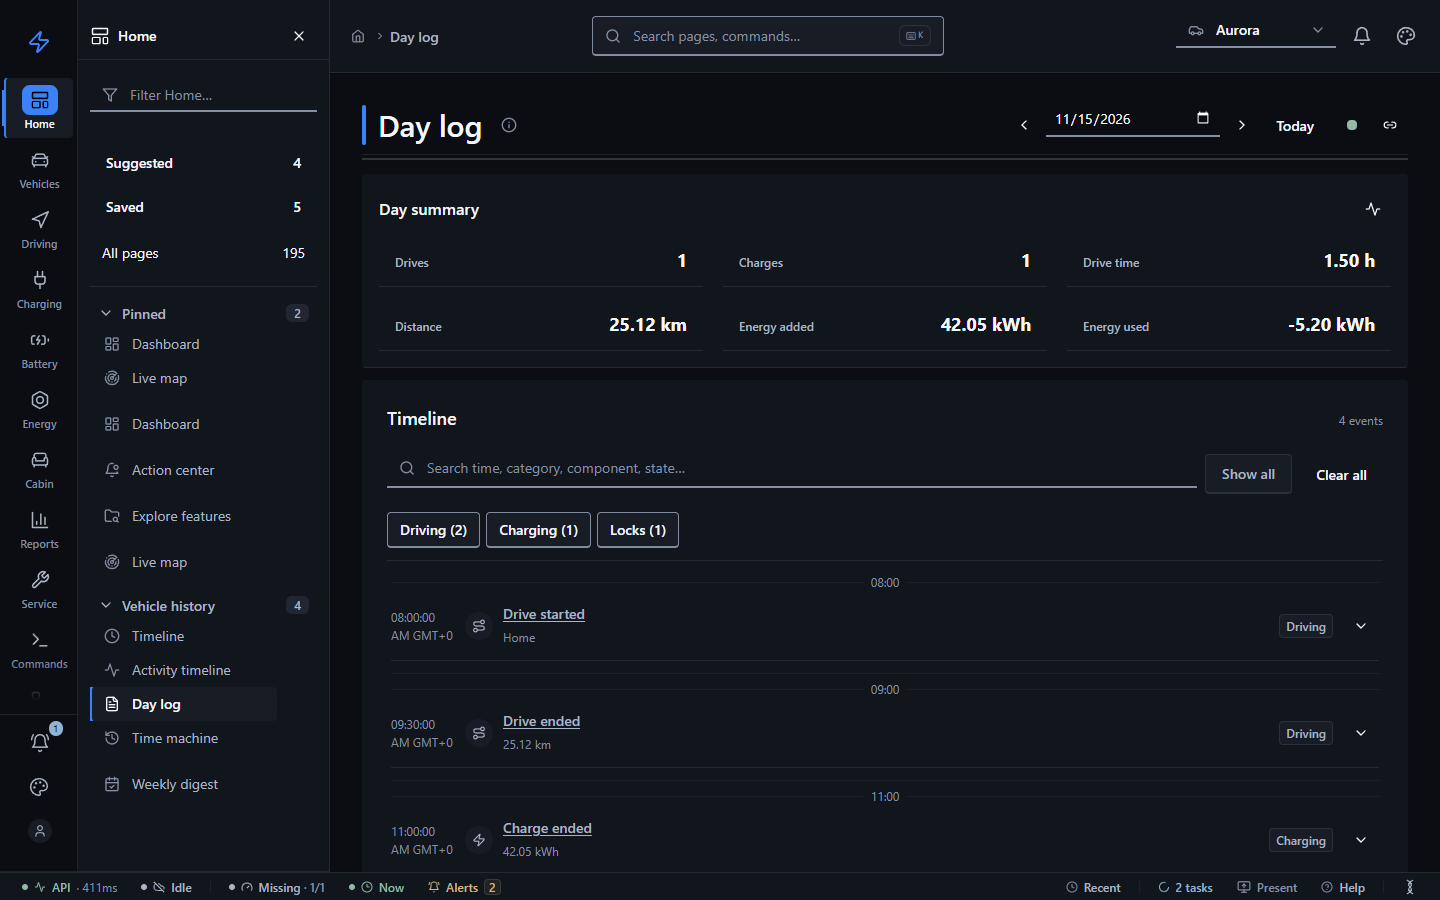 Home
Day log
Search pages, commands...
K
Aurora
Home
Vehicles
Driving
Charging
Battery
Energy
Cabin
Reports
Service
Commands
1
Filter Home...
Suggested 4
Saved 5
All pages 195
Pinned 2
Dashboard
Live map
Dashboard
Action center
Explore features
Live map
Vehicle history 4
Timeline
Activity timeline
Day log
Time machine
Weekly digest
Day log
11/15/2026
Today
Day summary
Drives 1
Charges 1
Drive time 1.50 h
Distance 25.12 km
Energy added 42.05 kWh
Energy used -5.20 kWh
Timeline
4 events
Search time, category, component, state...
Show all
Clear all
Driving (2)
Charging (1)
Locks (1)
08:00
08:00:00
AM GMT+0
Drive started
Home
Driving
09:00
09:30:00
AM GMT+0
Drive ended
25.12 km
Driving
11:00
11:00:00
AM GMT+0
Charge ended
42.05 kWh
Charging
API · 411ms
Idle
Missing · 1/1
Now
Alerts 2
Recent
2 tasks
Present
Help